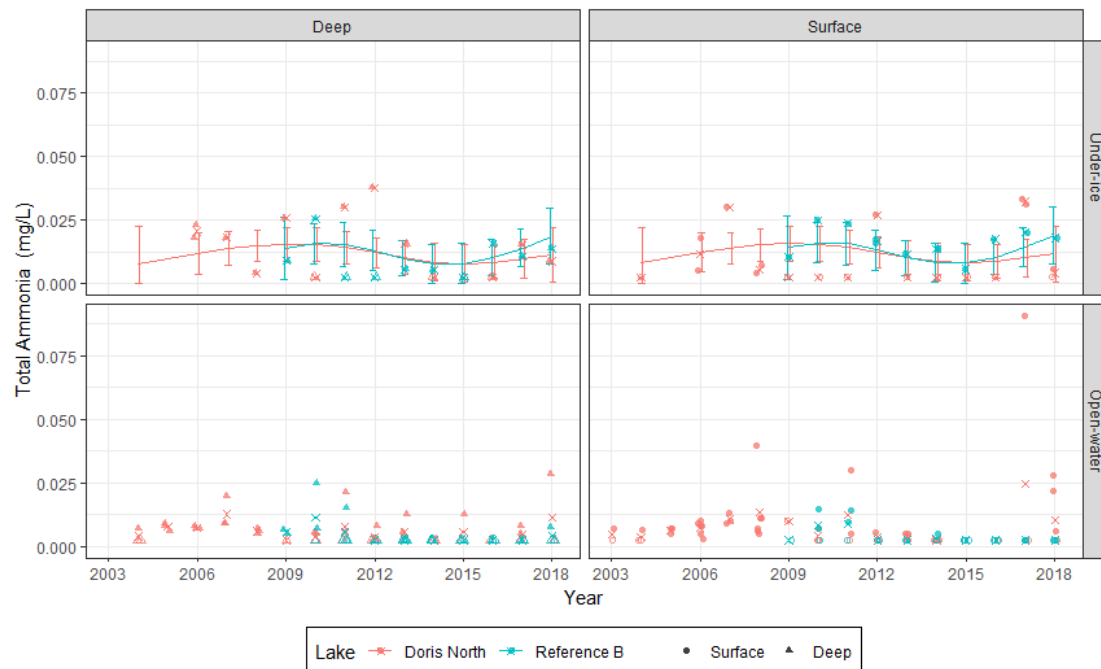 Deep Surface
0.075
0.050
0.025
0.000
Under-Ice
0.075
0.050
0.025
0.000
Open-water
Total Ammonia (mg/L)
2003 2006 2009 2012 2015 2018 2003 2006 2009 2012 2015 2018
Year
Lake Doris North Reference B Surface Deep